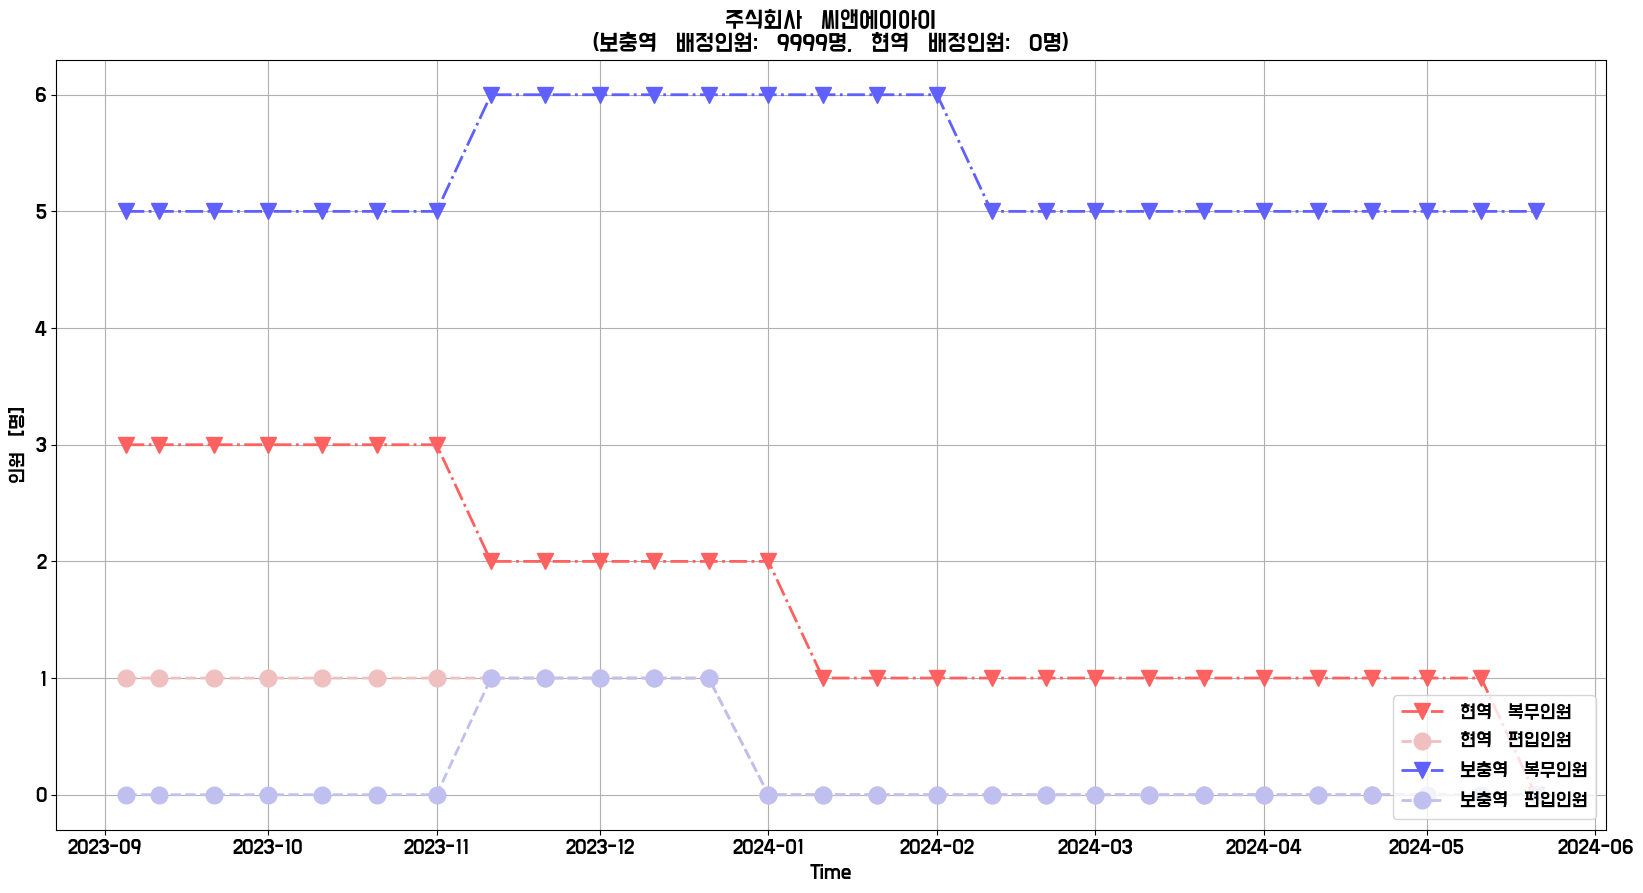 주식회사 씨앤에이아이
(보충역 배정인원: 9999명, 현역 배정인원: 0명)
6
5
4
3
2
1
0
인원 [명]
2023-09 2023-10 2023-11 2023-12 2024-01 2024-02 2024-03 2024-04 2024-05 2024-06
Time
현역 복무인원
현역 편입인원
보충역 복무인원
보충역 편입인원